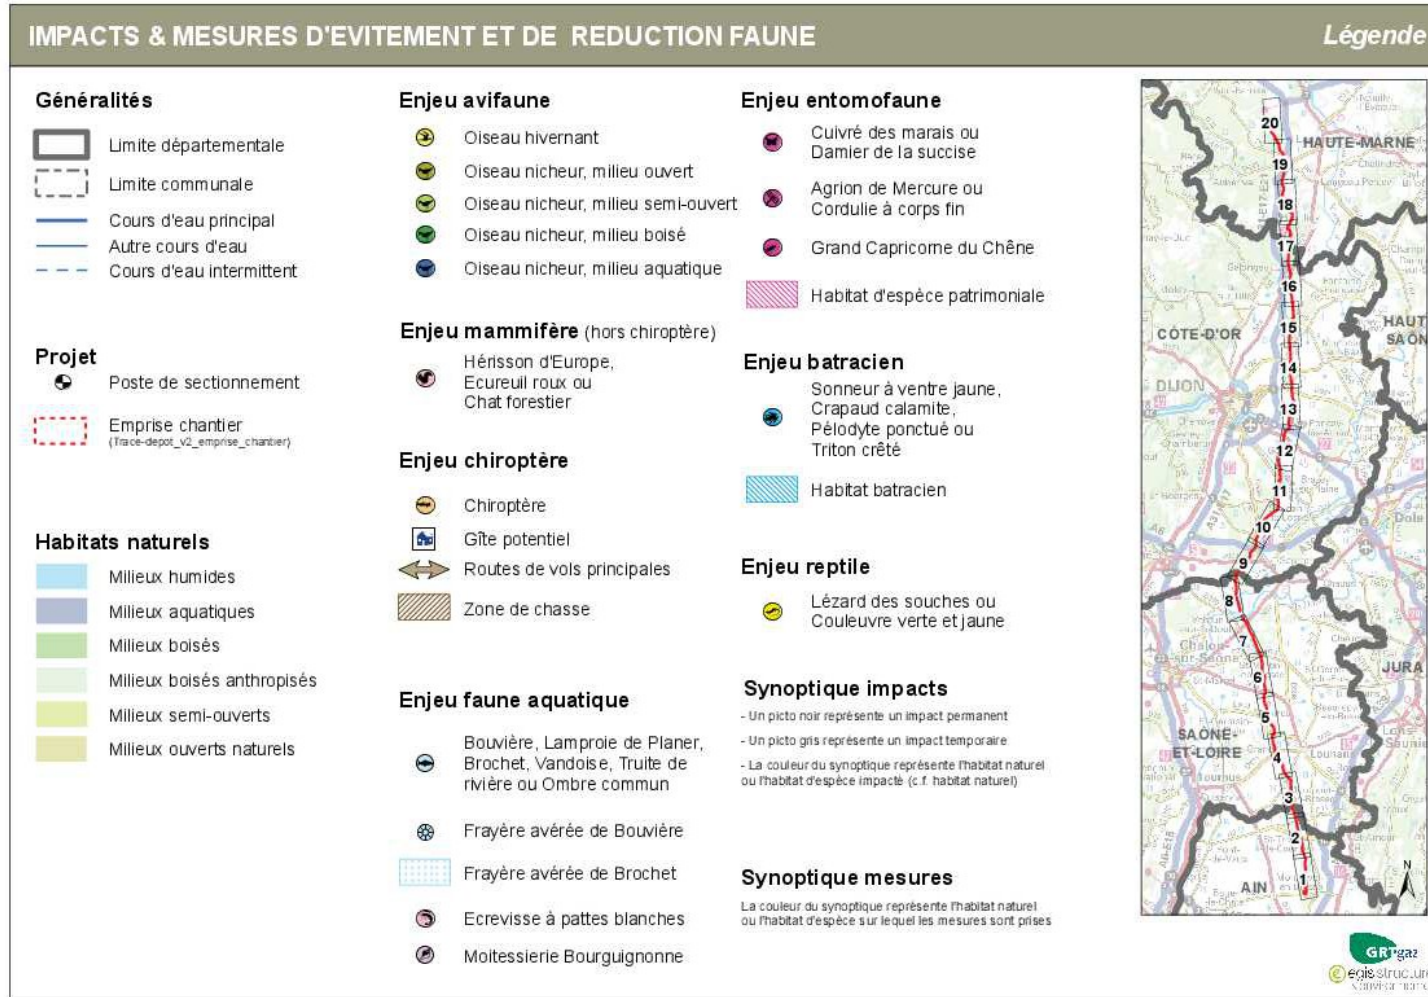 IMPACTS & MESURES D'EVITEMENT ET DE REDUCTION FAUNE
Légende
Généralités
Limite départementale
Limite communale
Cours d'eau principal
Autre cours d'eau
Cours d'eau intermittent
Projet
Poste de sectionnement
Emprise chantier
(Trace-depot_v2_emprise_chantier)
Habitats naturels
Milieux humides
Milieux aquatiques
Milieux boisés
Milieux boisés anthropisés
Milieux semi-ouverts
Milieux ouverts naturels
Enjeu avifaune
Oiseau hivernant
Oiseau nicheur, milieu ouvert
Oiseau nicheur, milieu semi-ouvert
Oiseau nicheur, milieu boisé
Oiseau nicheur, milieu aquatique
Enjeu mammifère (hors chiroptère)
Hérisson d'Europe,
Ecureuil roux ou
Chat forestier
Enjeu chiroptère
Chiroptère
Gîte potentiel
Routes de vols principales
Zone de chasse
Enjeu faune aquatique
Bouvière, Lamproie de Planer,
Brochet, Vandoise, Truite de
rivière ou Ombre commun
Frayère avérée de Bouvière
Frayère avérée de Brochet
Ecrevisse à pattes blanches
Moitessierie Bourguignonne
Enjeu entomofaune
Cuivré des marais ou
Damier de la succise
Agrion de Mercure ou
Cordulie à corps fin
Grand Capricorne du Chêne
Habitat d'espèce patrimoniale
Enjeu batracien
Sonneur à ventre jaune,
Crapaud calamite,
Pélodyte ponctué ou
Triton crêté
Habitat batracien
Enjeu reptile
Lézard des souches ou
Couleuvre verte et jaune
Synoptique impacts
- Un picto noir représente un impact permanent
- Un picto gris représente un impact temporaire
- La couleur du synoptique représente l'habitat naturel
ou l'habitat d'espèce impacté (c.f. habitat naturel)
Synoptique mesures
La couleur du synoptique représente l'habitat naturel
ou l'habitat d'espèce sur lequel les mesures sont prises
20
HAUTE-MARNE
19
18
17
16
CÔTE-D'OR
15
HAUT
SAÔN
14
DIJON
13
12
11
10
Dole
9
8
7
Chalon-
sur-Saône
6
JURA
5
SAÔNE-
ET-LOIRE
4
3
2
N
AIN
1
GRTgaz
egis structure